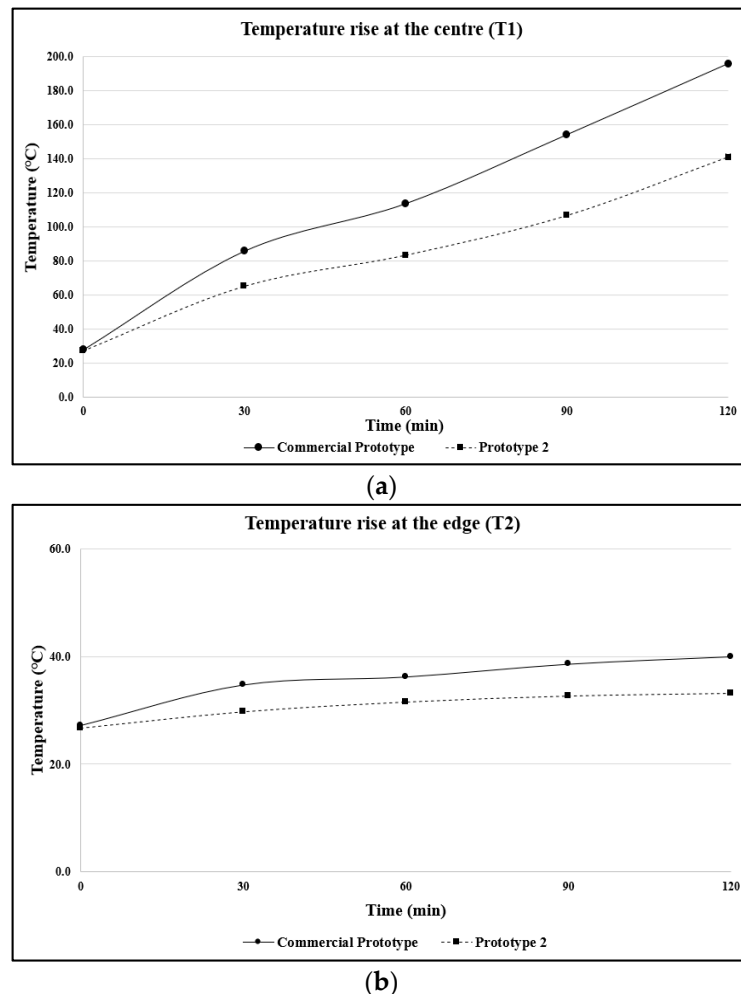 Temperature rise at the centre (T1)
200.0
180.0
160.0
140.0
120.0
100.0
80.0
60.0
40.0
20.0
0.0
Temperature (°C)
0 30 60 90 120
Time (min)
Commercial Prototype Prototype 2
(a)
Temperature rise at the edge (T2)
60.0
40.0
20.0
0.0
Temperature (°C)
0 30 60 90 120
Time (min)
Commercial Prototype Prototype 2
(b)